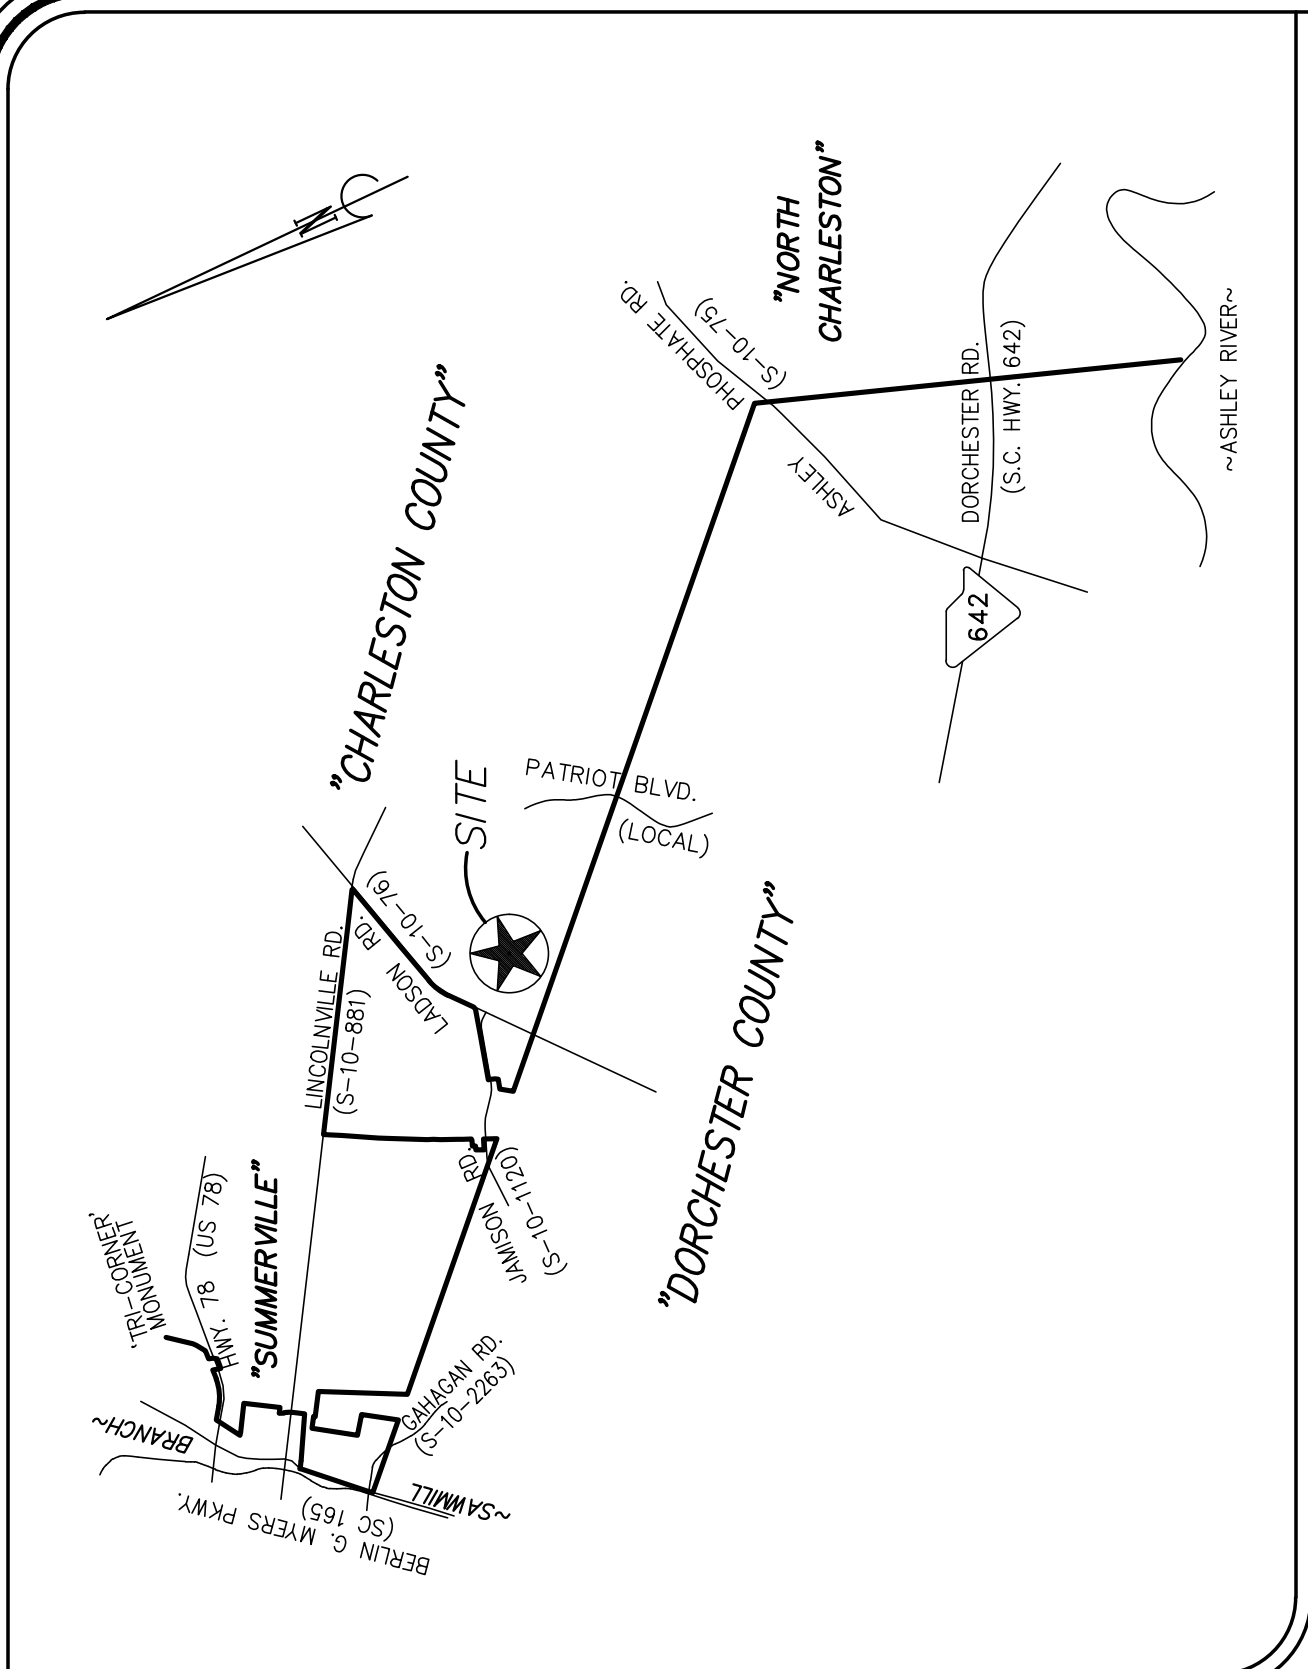 'TRI-CORNER'
MONUMENT
HWY. 78 (US 78)
"SUMMERVILLE"
~SAWMILL
BRANCH~
BERLIN G. MYERS PKWY.
(SC 165)
GAHAGAN RD.
(S-10-2263)
LINCOLNVILLE RD.
(S-10-881)
JAMISON RD.
(S-10-1120)
LADSON RD.
(S-10-76)
SITE
"CHARLESTON COUNTY"
"DORCHESTER COUNTY"
PATRIOT BLVD.
(LOCAL)
ASHLEY PHOSPHATE RD.
(S-10-75)
"NORTH
CHARLESTON"
DORCHESTER RD.
(S.C. HWY. 642)
642
~ASHLEY RIVER~
N